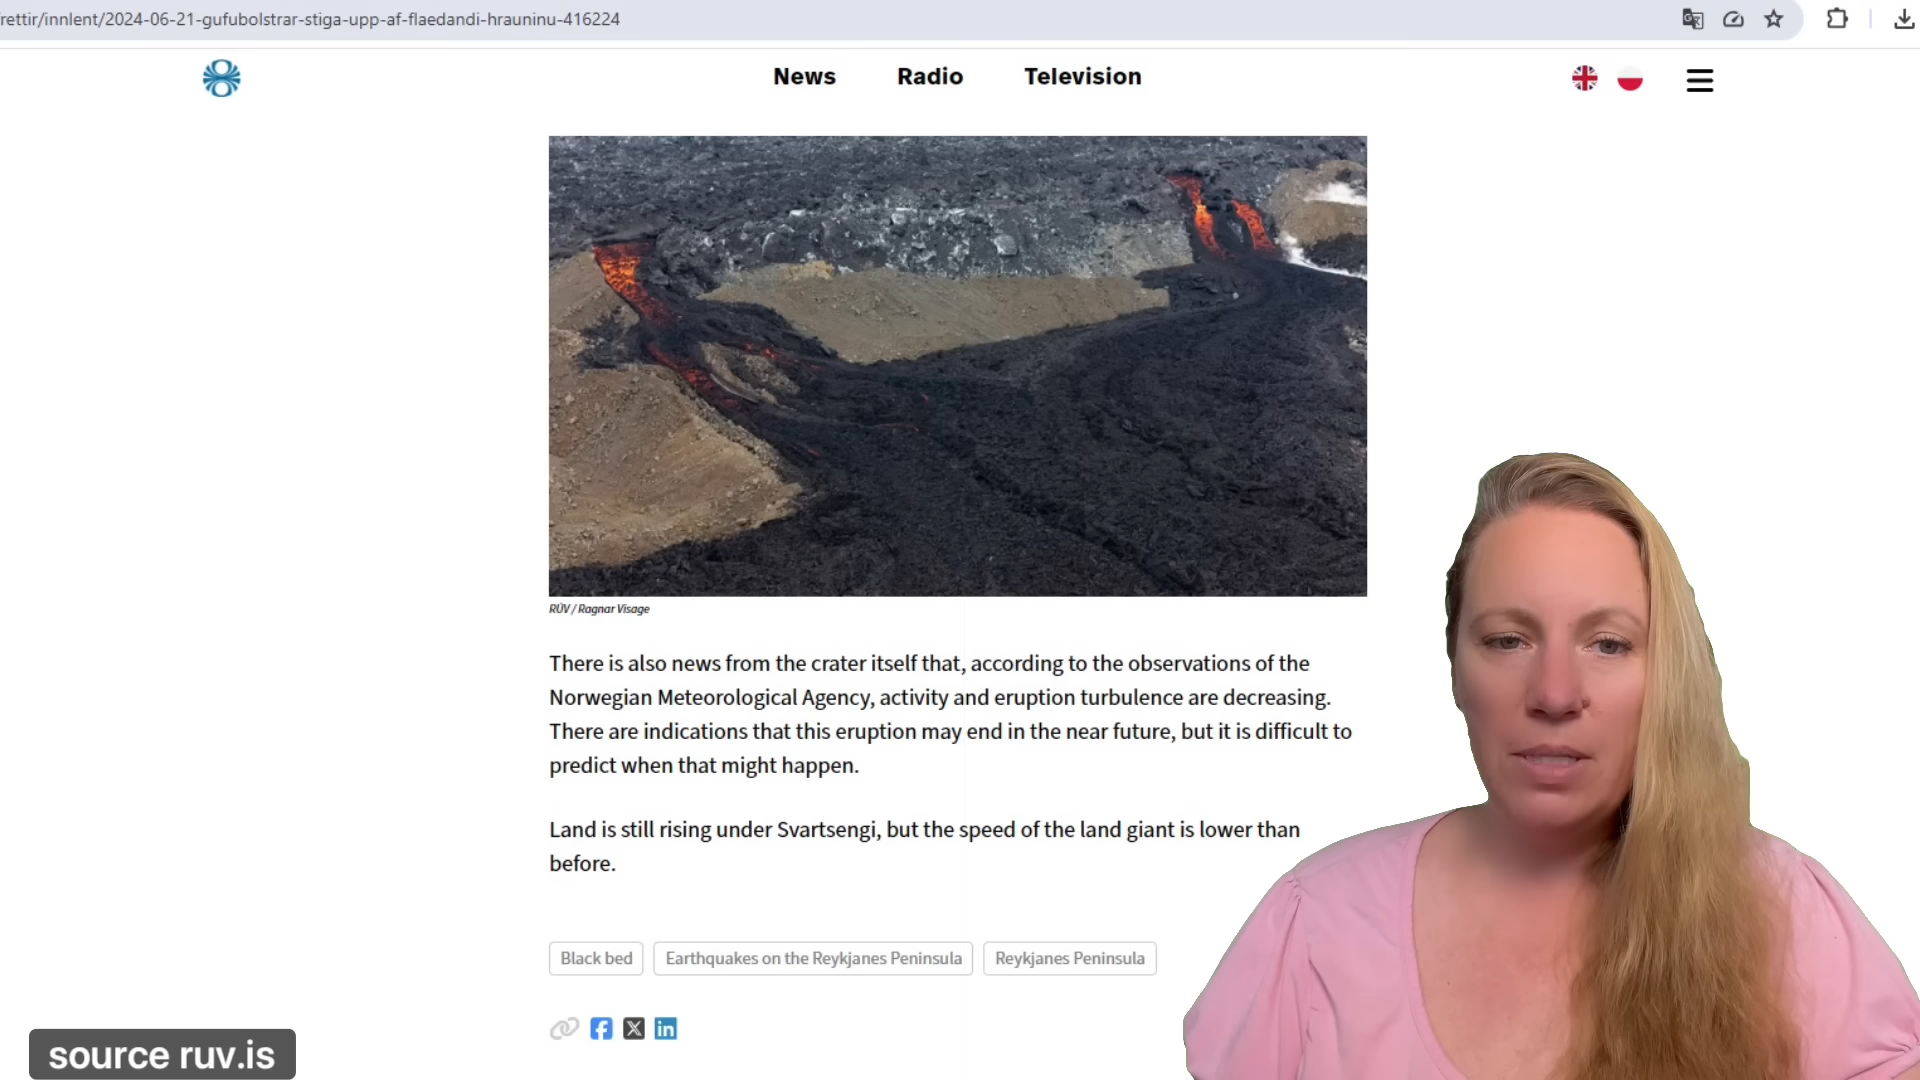 rettir/innlent/2024-06-21-gufubolstrar-stiga-upp-af-flaedandi-hrauninu-416224
News Radio Television
RÚV / Ragnar Visage
There is also news from the crater itself that, according to the observations of the
Norwegian Meteorological Agency, activity and eruption turbulence are decreasing.
There are indications that this eruption may end in the near future, but it is difficult to
predict when that might happen.
Land is still rising under Svartsengi, but the speed of the land giant is lower than
before.
Black bed Earthquakes on the Reykjanes Peninsula Reykjanes Peninsula
source ruv.is